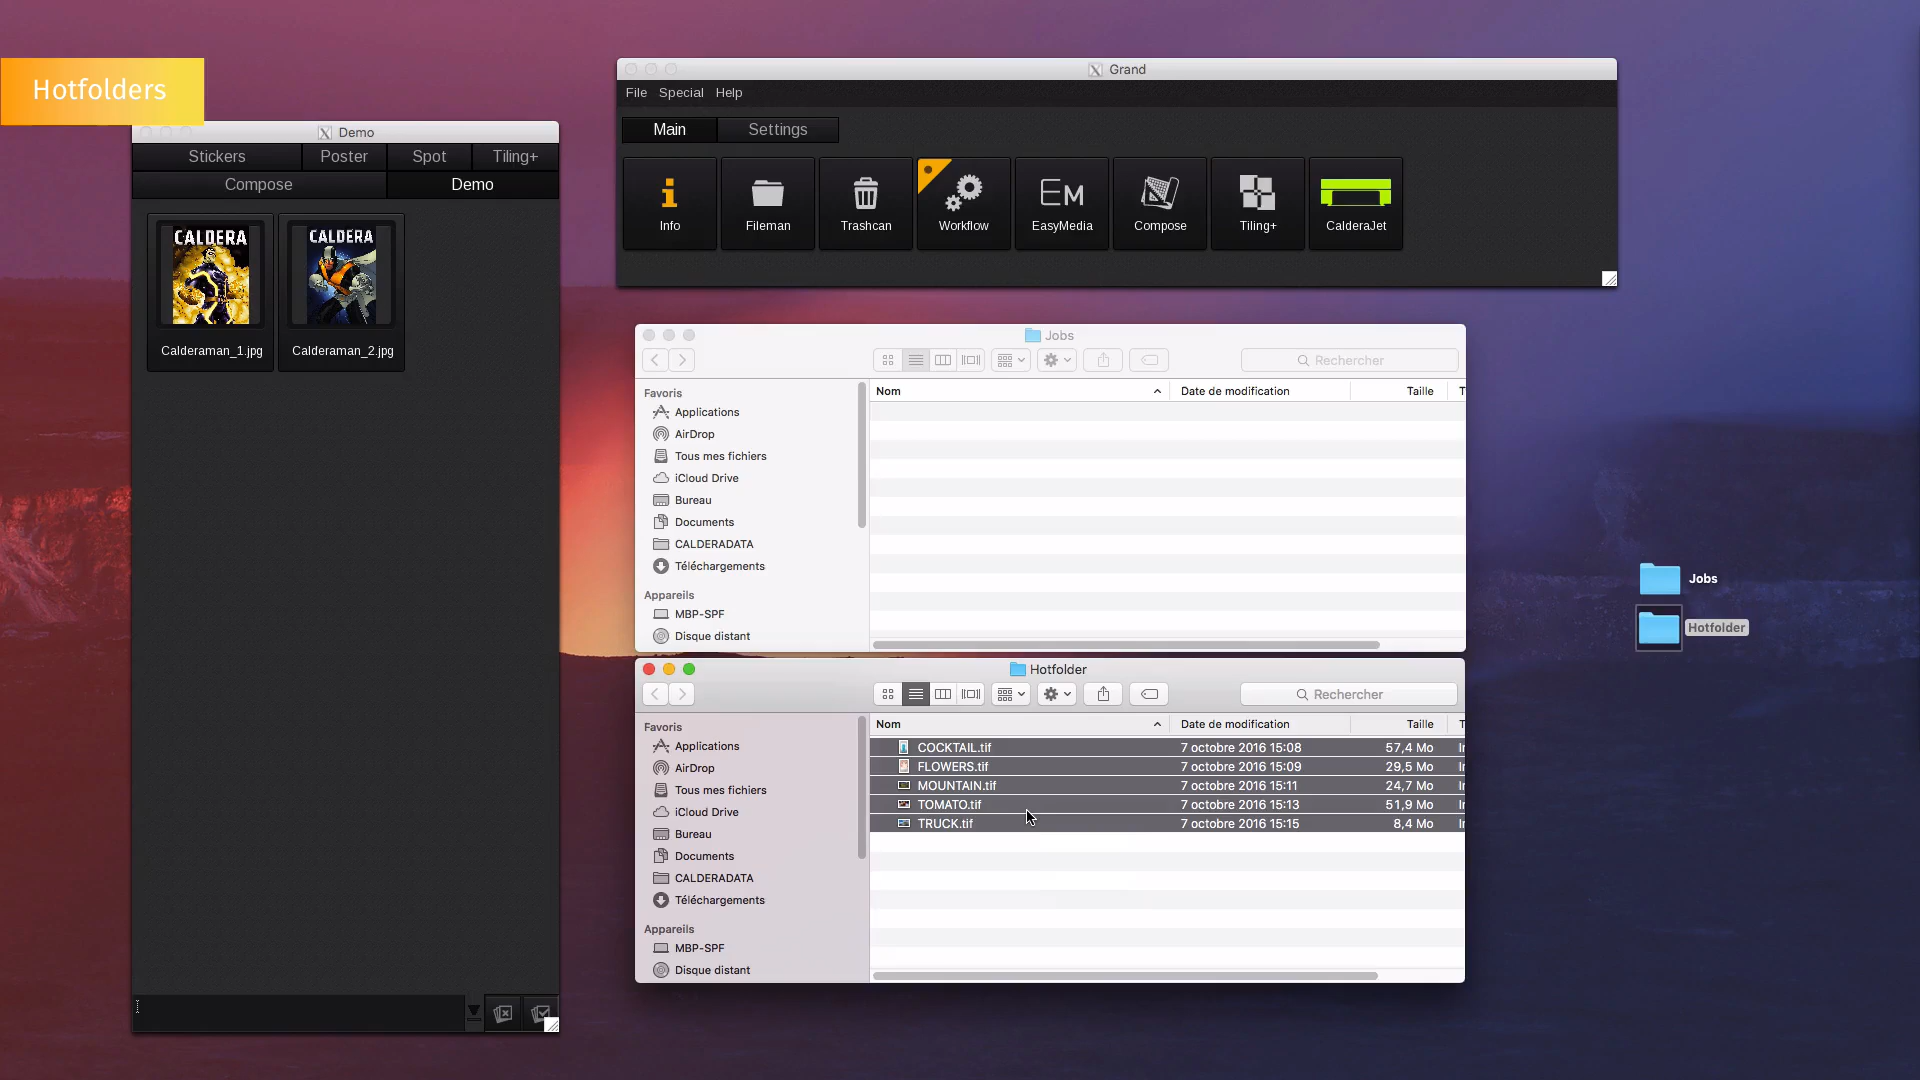 Hotfolders
Demo
Stickers Poster Spot Tiling+
Compose Demo
CALDERA CALDERA
Calderaman_1.jpg Calderaman_2.jpg
Grand
File Special Help
Main Settings
Info Fileman Trashcan Workflow EasyMedia Compose Tiling+ CalderaJet
EM
Jobs
Rechercher
Favoris
Applications
AirDrop
Tous mes fichiers
iCloud Drive
Bureau
Documents
CALDERADATA
Téléchargements
Appareils
MBP-SPF
Disque distant
Nom Date de modification Taille T
Hotfolder
Rechercher
Favoris
Applications
AirDrop
Tous mes fichiers
iCloud Drive
Bureau
Documents
CALDERADATA
Téléchargements
Appareils
MBP-SPF
Disque distant
Nom Date de modification Taille T
COCKTAIL.tif 7 octobre 2016 15:08 57,4 Mo
FLOWERS.tif 7 octobre 2016 15:09 29,5 Mo
MOUNTAIN.tif 7 octobre 2016 15:11 24,7 Mo
TOMATO.tif 7 octobre 2016 15:13 51,9 Mo
TRUCK.tif 7 octobre 2016 15:15 8,4 Mo
Jobs
Hotfolder